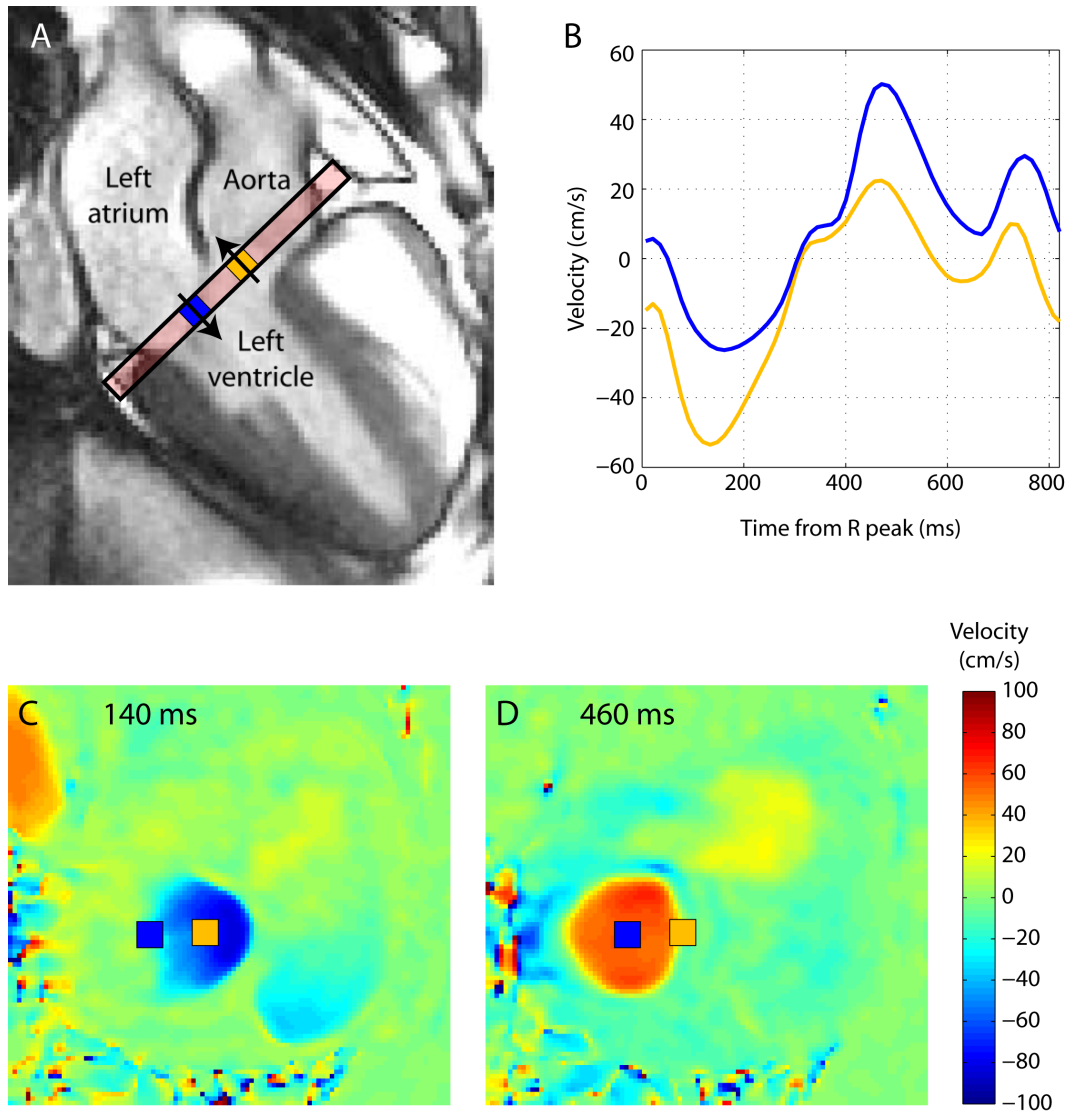 A
Left
atrium
Aorta
Left
ventricle
B
60
40
20
0
−20
−40
−60
Velocity (cm/s)
0
200
400
600
800
Time from R peak (ms)
C
140 ms
D
460 ms
Velocity
(cm/s)
100
80
60
40
20
0
−20
−40
−60
−80
−100